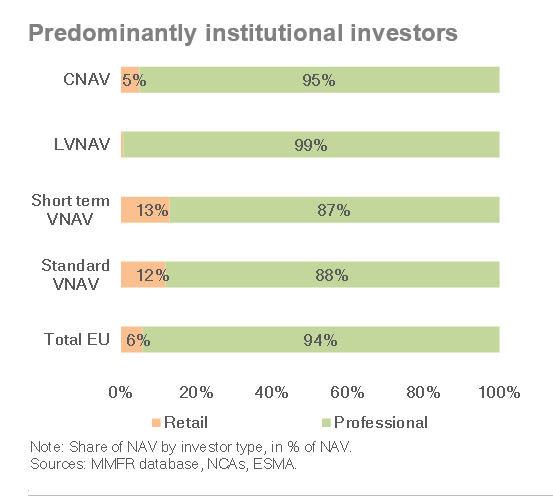 Predominantly institutional investors
CNAV
5%
95%
LVNAV
99%
Short term
VNAV
13%
87%
Standard
VNAV
12%
88%
Total EU
6%
94%
0%
20%
40%
60%
80%
100%
Retail
Professional
Note: Share of NAV by investor type, in % of NAV.
Sources: MMFR database, NCAs, ESMA.